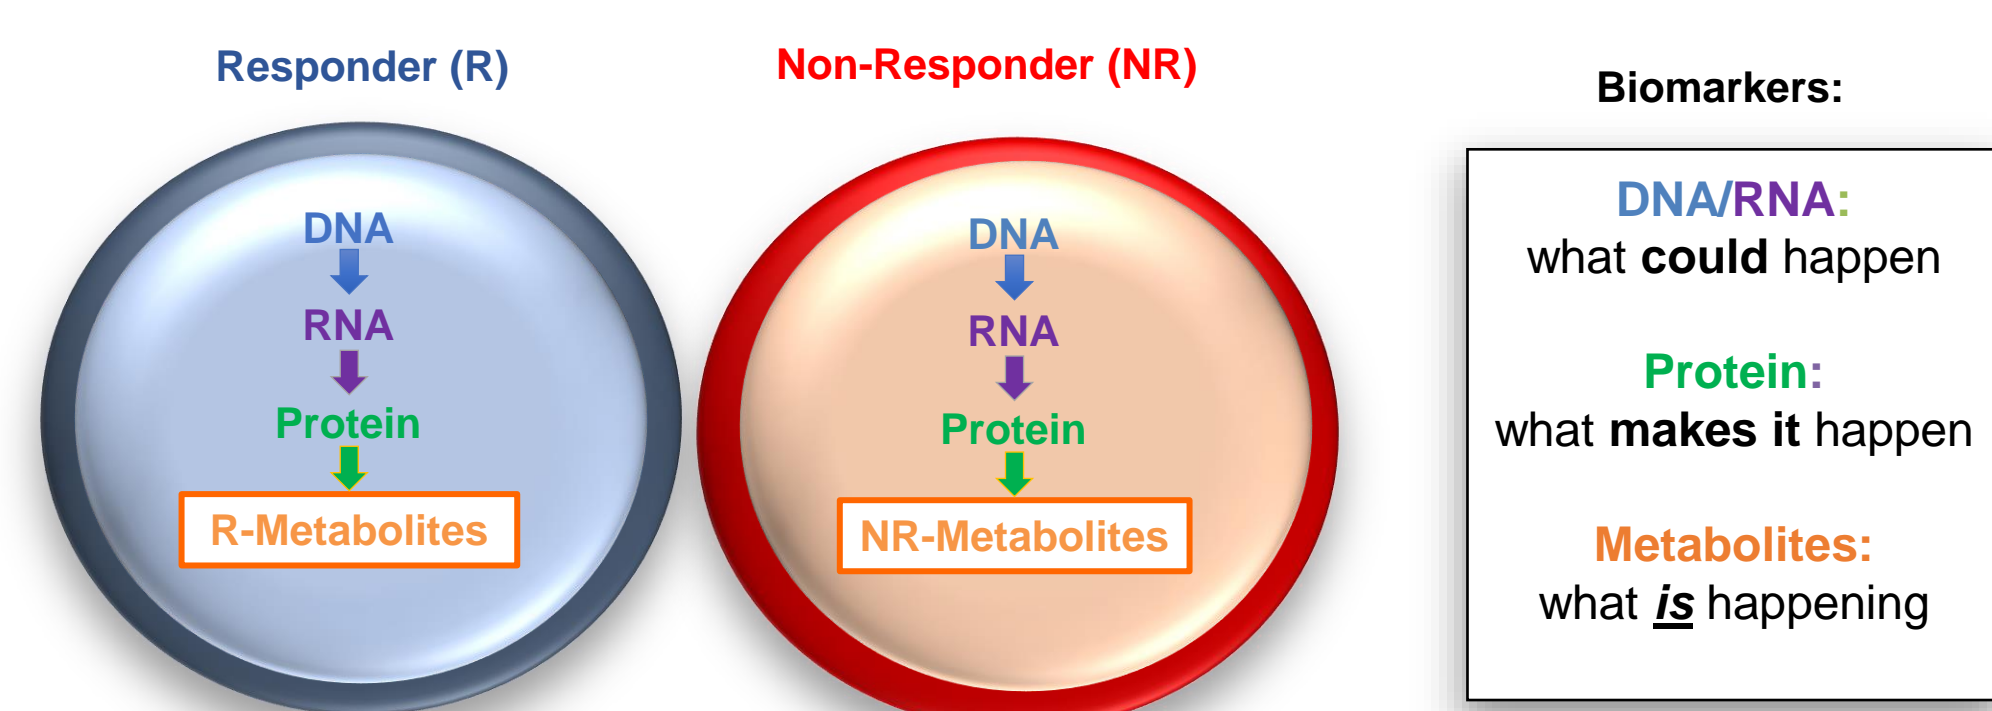 Responder (R)
DNA
RNA
Protein
R-Metabolites
Non-Responder (NR)
DNA
RNA
Protein
NR-Metabolites
Biomarkers:
DNA/RNA:
what could happen
Protein:
what makes it happen
Metabolites:
what is happening